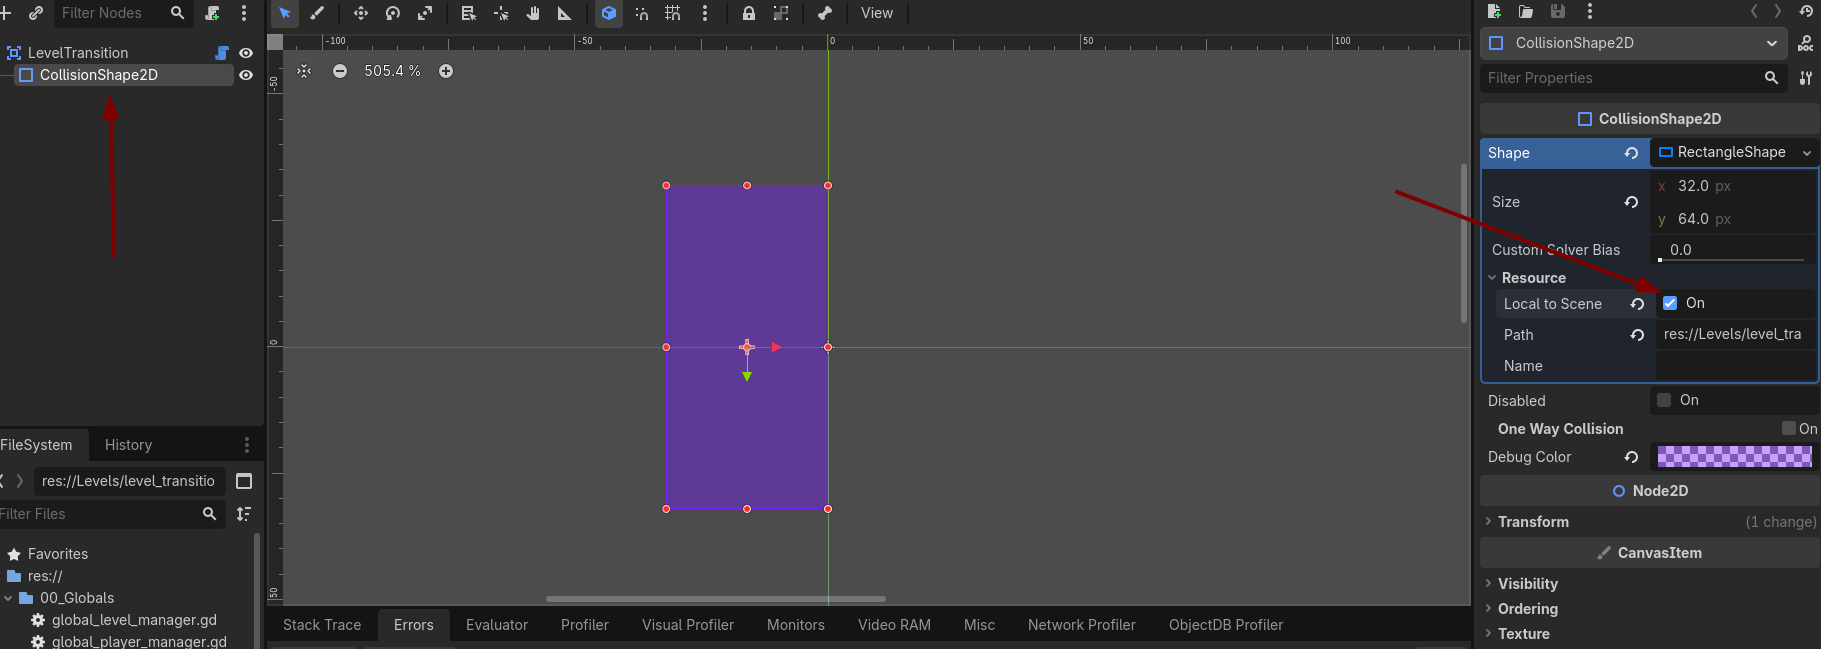 Filter Nodes
View
LevelTransition
CollisionShape2D
-100
-50
0
50
100
-50
0
50
505.4 %
FileSystem
History
res://Levels/level_transitio
Filter Files
Favorites
res://
00_Globals
global_level_manager.gd
global_player_manager.gd
Stack Trace
Errors
Evaluator
Profiler
Visual Profiler
Monitors
Video RAM
Misc
Network Profiler
ObjectDB Profiler
CollisionShape2D
Filter Properties
DOC
CollisionShape2D
Shape
RectangleShape
Size
x 32.0 px
y 64.0 px
Custom Solver Bias
0.0
Resource
Local to Scene
On
Path
res://Levels/level_tra
Name
Disabled
On
One Way Collision
On
Debug Color
Node2D
Transform
(1 change)
CanvasItem
Visibility
Ordering
Texture